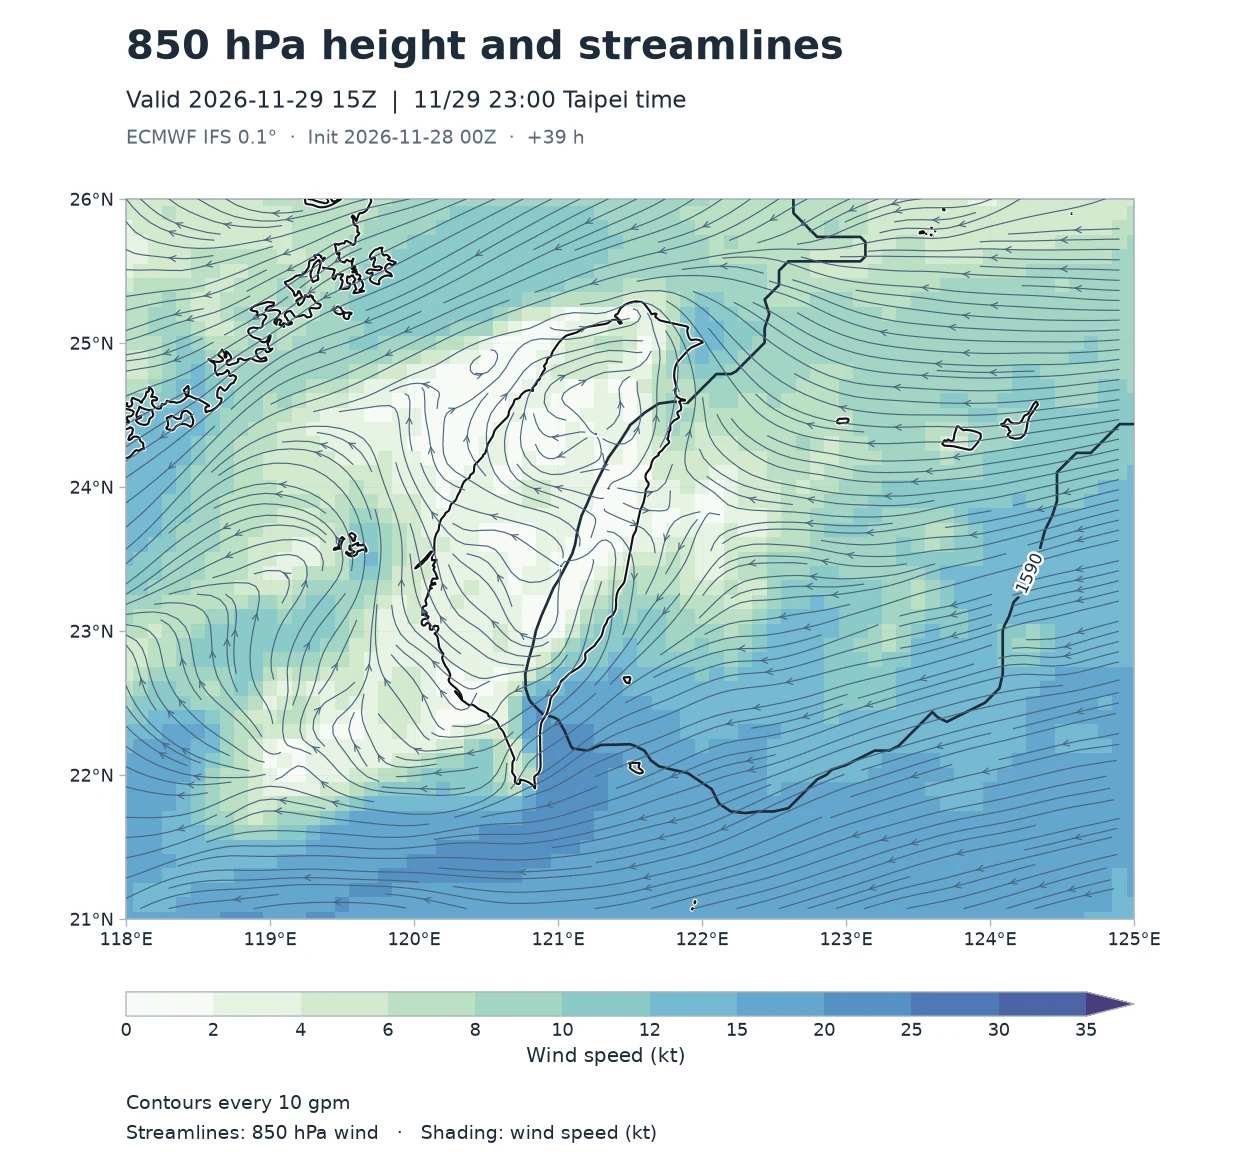 850 hPa height and streamlines
Valid 2026-11-29 15Z | 11/29 23:00 Taipei time
ECMWF IFS 0.1° · Init 2026-11-28 00Z · +39 h
26°N
25°N
24°N
23°N
22°N
21°N
1590
118°E 119°E 120°E 121°E 122°E 123°E 124°E 125°E
0 2 4 6 8 10 12 15 20 25 30 35
Wind speed (kt)
Contours every 10 gpm
Streamlines: 850 hPa wind · Shading: wind speed (kt)